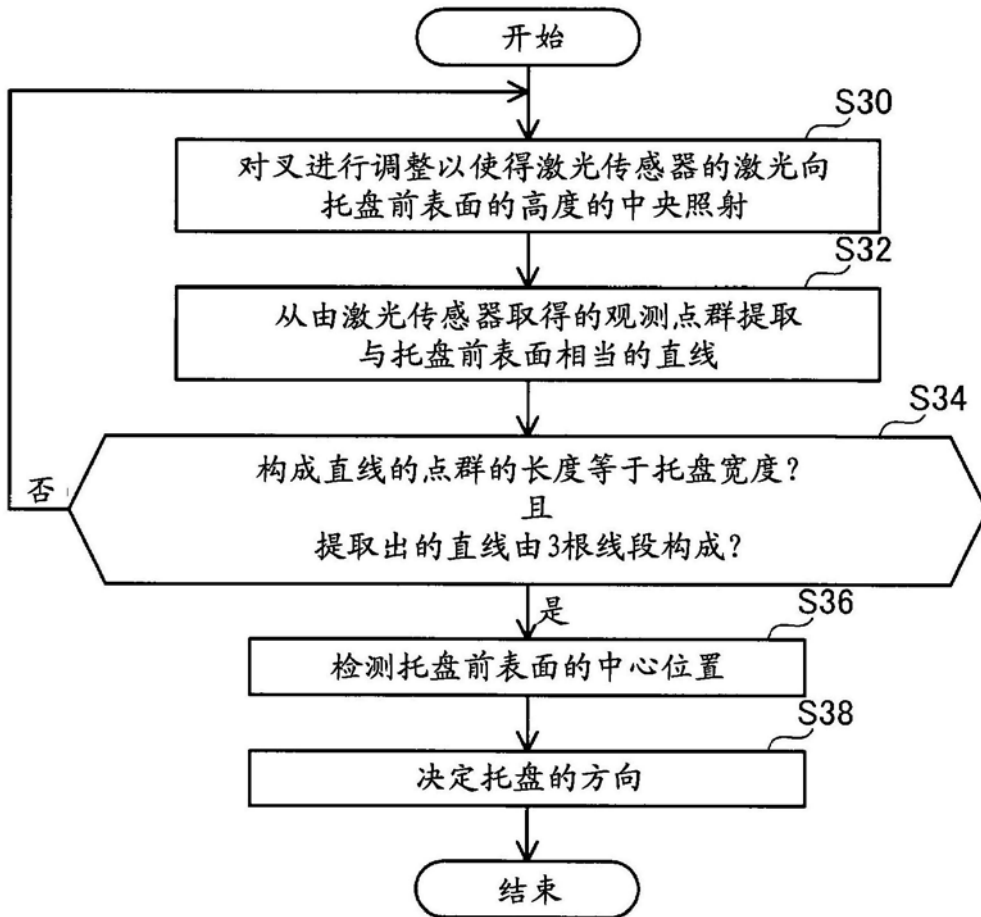 开始
S30
对叉进行调整以使得激光传感器的激光向
托盘前表面的高度的中央照射
S32
从由激光传感器取得的观测点群提取
与托盘前表面相当的直线
S34
构成直线的点群的长度等于托盘宽度?
且
提取出的直线由3根线段构成?
否
是
S36
检测托盘前表面的中心位置
S38
决定托盘的方向
结束